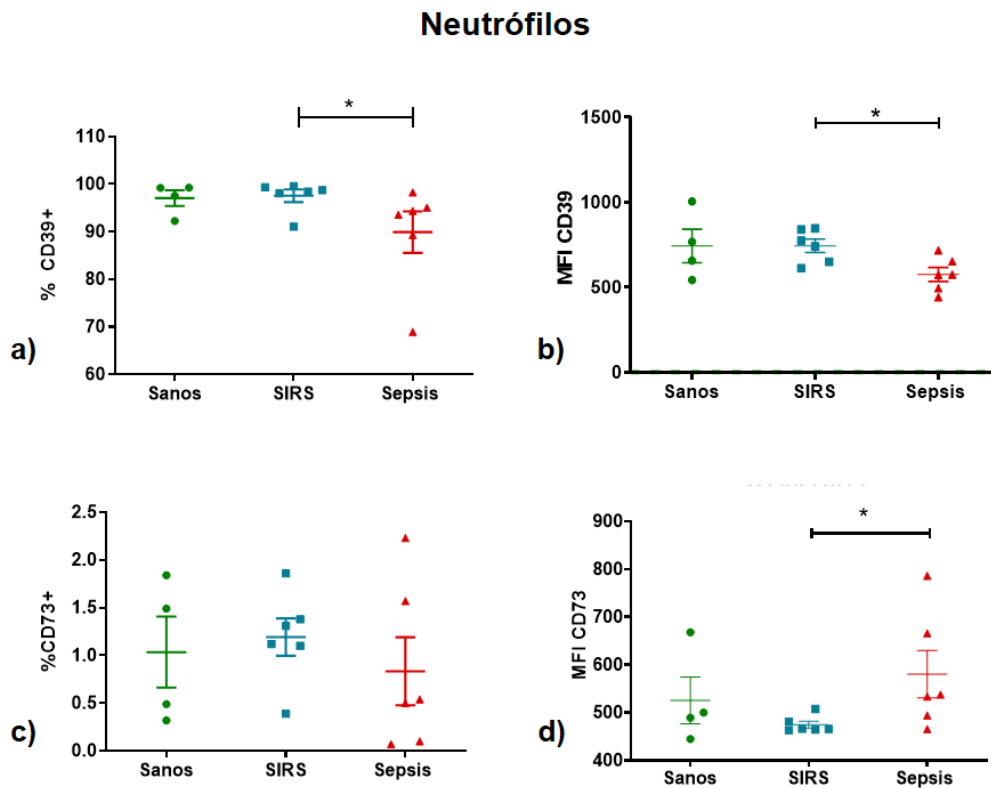 Neutrófilos
a)
% CD39+
110
100
90
80
70
60
*
Sanos SIRS Sepsis
b)
MFI CD39
1500
1000
500
0
*
Sanos SIRS Sepsis
c)
%CD73+
2.5
2.0
1.5
1.0
0.5
0.0
Sanos SIRS Sepsis
d)
MFI CD73
900
800
700
600
500
400
*
Sanos SIRS Sepsis